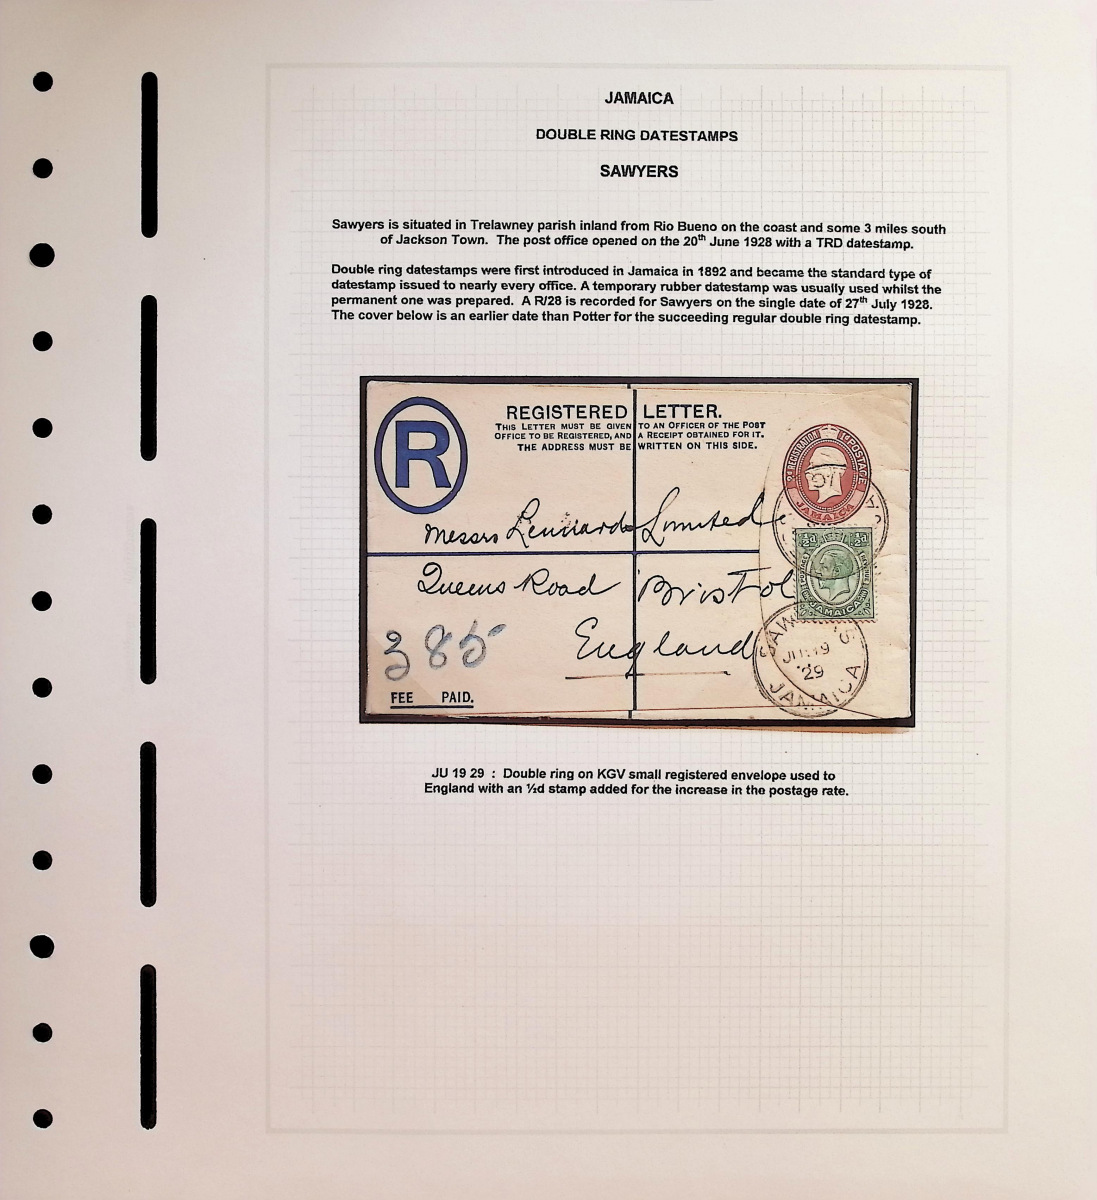 JAMAICA
DOUBLE RING DATESTAMPS
SAWYERS
Sawyers is situated in Trelawney parish inland from Rio Bueno on the coast and some 3 miles south
of Jackson Town. The post office opened on the 20th June 1928 with a TRD datestamp.
Double ring datestamps were first introduced in Jamaica in 1892 and became the standard type of
datestamp issued to nearly every office. A temporary rubber datestamp was usually used whilst the
permanent one was prepared. A R/28 is recorded for Sawyers on the single date of 27th July 1928.
The cover below is an earlier date than Potter for the succeeding regular double ring datestamp.
R
REGISTERED LETTER.
THIS LETTER MUST BE GIVEN TO AN OFFICER OF THE POST
OFFICE TO BE REGISTERED, AND A RECEIPT OBTAINED FOR IT.
THE ADDRESS MUST BE WRITTEN ON THIS SIDE.
REGISTRATION
POSTAGE
JAMAICA
Messrs Lennards Limited
Queens Road Bristol
England
½d ½d
POSTAGE
REVENUE
JAMAICA
385
FEE PAID.
JU 19
29
JAMAICA
JU 19 29 : Double ring on KGV small registered envelope used to
England with an ½d stamp added for the increase in the postage rate.